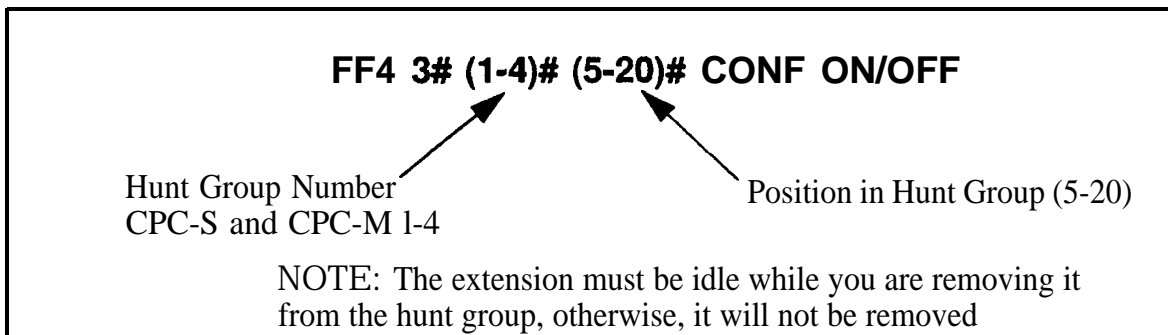 FF4 3# (1-4)# (5-20)# CONF ON/OFF
Hunt Group Number
CPC-S and CPC-M l-4
Position in Hunt Group (5-20)
NOTE: The extension must be idle while you are removing it
from the hunt group, otherwise, it will not be removed